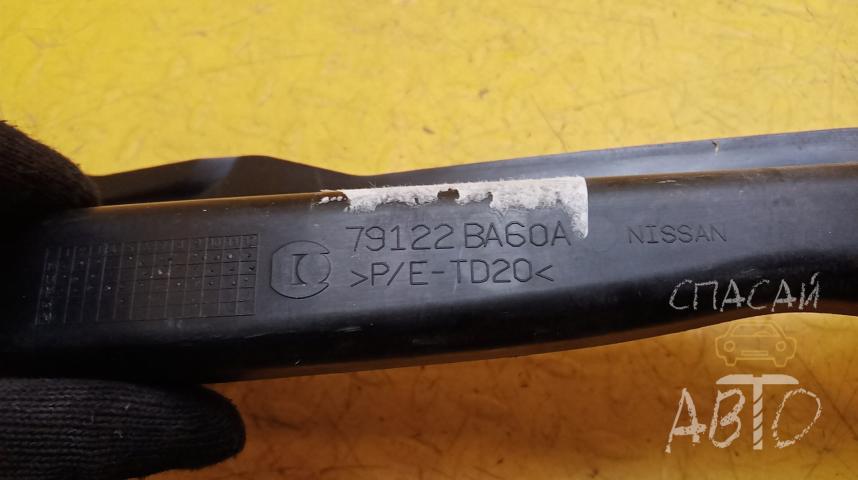 79122 BA60A
>P/E-TD20<
NISSAN
СПАСАЙ
АВТО